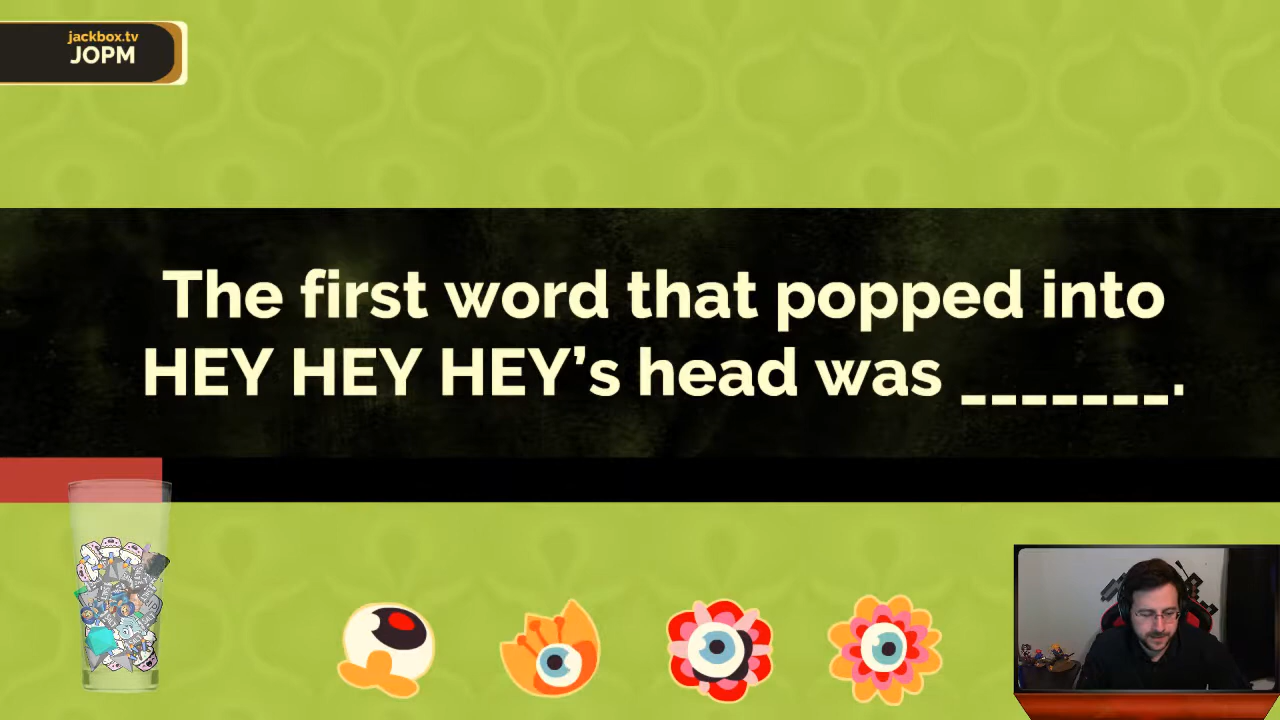 jackbox.tv
JOPM
The first word that popped into
HEY HEY HEY’s head was _______.